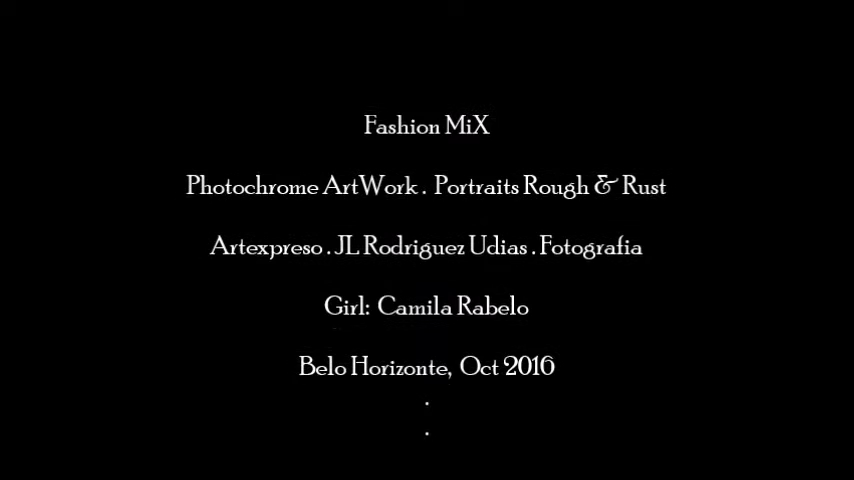 Fashion MiX
Photochrome ArtWork . Portraits Rough & Rust
Artexpreso . JL Rodriguez Udias . Fotografia
Girl: Camila Rabelo
Belo Horizonte, Oct 2016
.
.